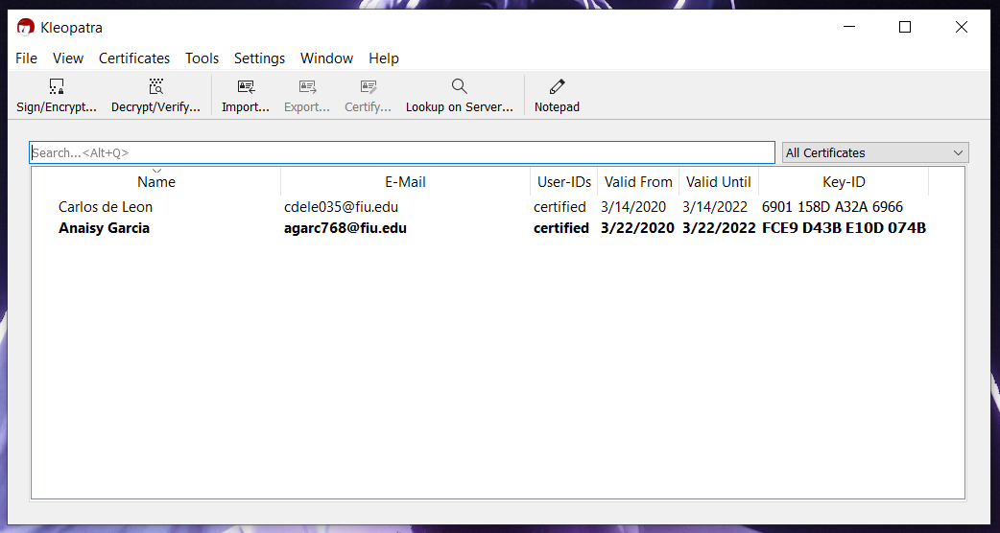 Kleopatra
File View Certificates Tools Settings Window Help
Sign/Encrypt... Decrypt/Verify... Import... Export... Certify... Lookup on Server... Notepad
Search...<Alt+Q> All Certificates
Name E-Mail User-IDs Valid From Valid Until Key-ID
Carlos de Leon cdele035@fiu.edu certified 3/14/2020 3/14/2022 6901 158D A32A 6966
Anaisy Garcia agarc768@fiu.edu certified 3/22/2020 3/22/2022 FCE9 D43B E10D 074B